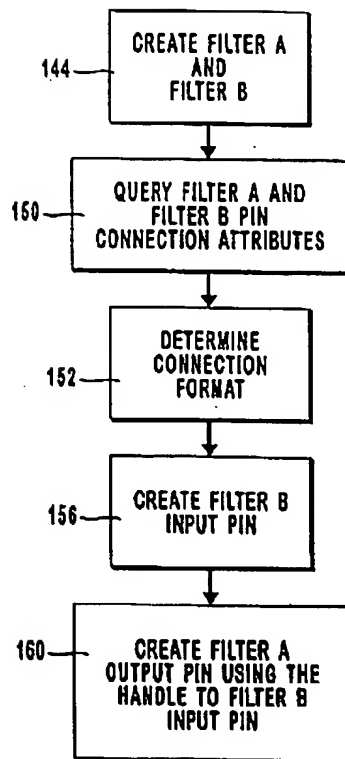 CREATE FILTER A
AND
FILTER B
144
QUERY FILTER A AND
FILTER B PIN
CONNECTION ATTRIBUTES
150
DETERMINE
CONNECTION
FORMAT
152
CREATE FILTER B
INPUT PIN
156
CREATE FILTER A
OUTPUT PIN USING THE
HANDLE TO FILTER B
INPUT PIN
160